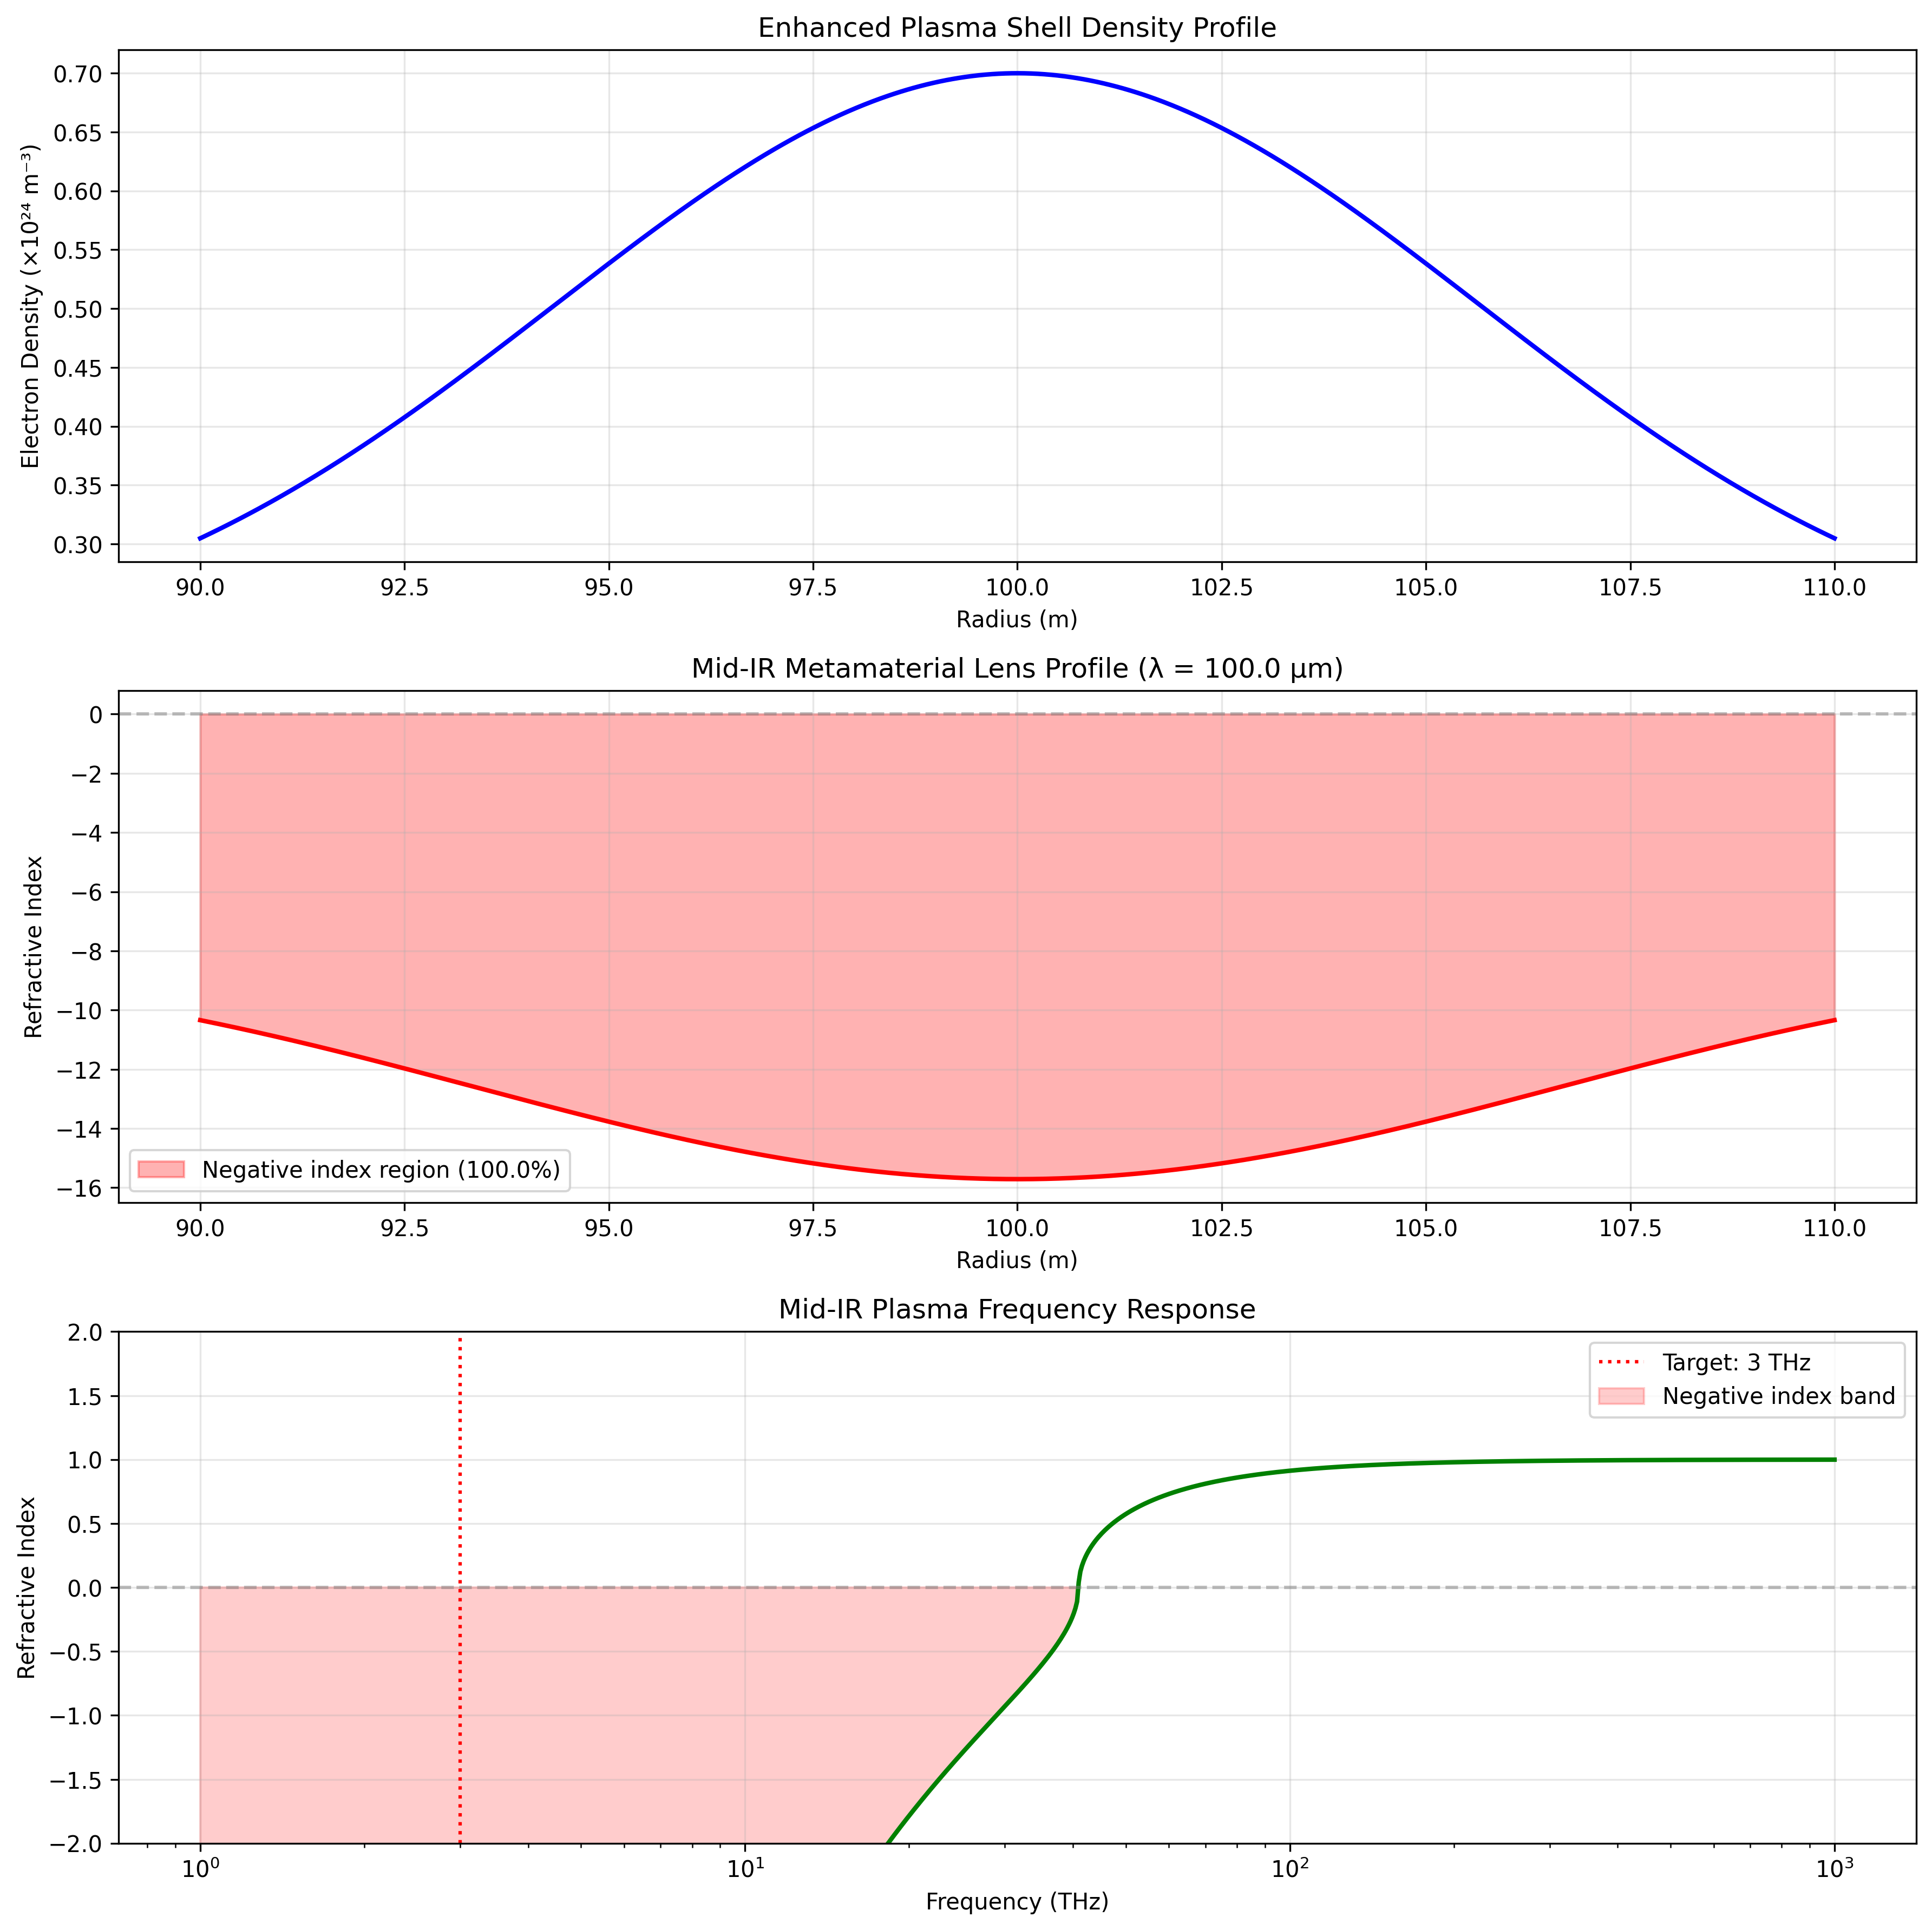 Enhanced Plasma Shell Density Profile
Electron Density (×10²⁴ m⁻³)
0.70
0.65
0.60
0.55
0.50
0.45
0.40
0.35
0.30
90.0 92.5 95.0 97.5 100.0 102.5 105.0 107.5 110.0
Radius (m)
Mid-IR Metamaterial Lens Profile (λ = 100.0 μm)
Refractive Index
0
−2
−4
−6
−8
−10
−12
−14
−16
Negative index region (100.0%)
90.0 92.5 95.0 97.5 100.0 102.5 105.0 107.5 110.0
Radius (m)
Mid-IR Plasma Frequency Response
Refractive Index
2.0
1.5
1.0
0.5
0.0
−0.5
−1.0
−1.5
−2.0
Target: 3 THz
Negative index band
10⁰ 10¹ 10² 10³
Frequency (THz)